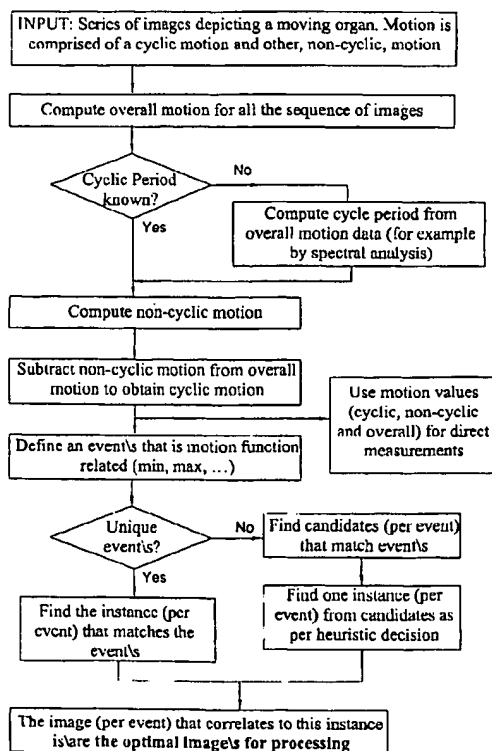 INPUT: Series of images depicting a moving organ. Motion is
comprised of a cyclic motion and other, non-cyclic, motion
Compute overall motion for all the sequence of images
Cyclic Period
known?
No
Yes
Compute cycle period from
overall motion data (for example
by spectral analysis)
Compute non-cyclic motion
Subtract non-cyclic motion from overall
motion to obtain cyclic motion
Use motion values
(cyclic, non-cyclic
and overall) for direct
measurements
Define an event\s that is motion function
related (min, max, ...)
Unique
event\s?
No
Yes
Find candidates (per event)
that match event\s
Find the instance (per
event) that matches the
event\s
Find one instance (per
event) from candidates as
per heuristic decision
The image (per event) that correlates to this instance
is\are the optimal image\s for processing